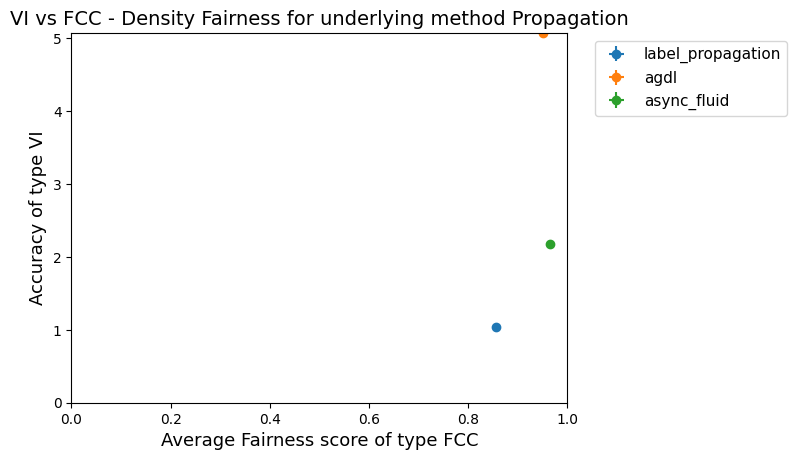 VI vs FCC - Density Fairness for underlying method Propagation
label_propagation
agdl
async_fluid
Accuracy of type VI
5
4
3
2
1
0
0.0 0.2 0.4 0.6 0.8 1.0
Average Fairness score of type FCC